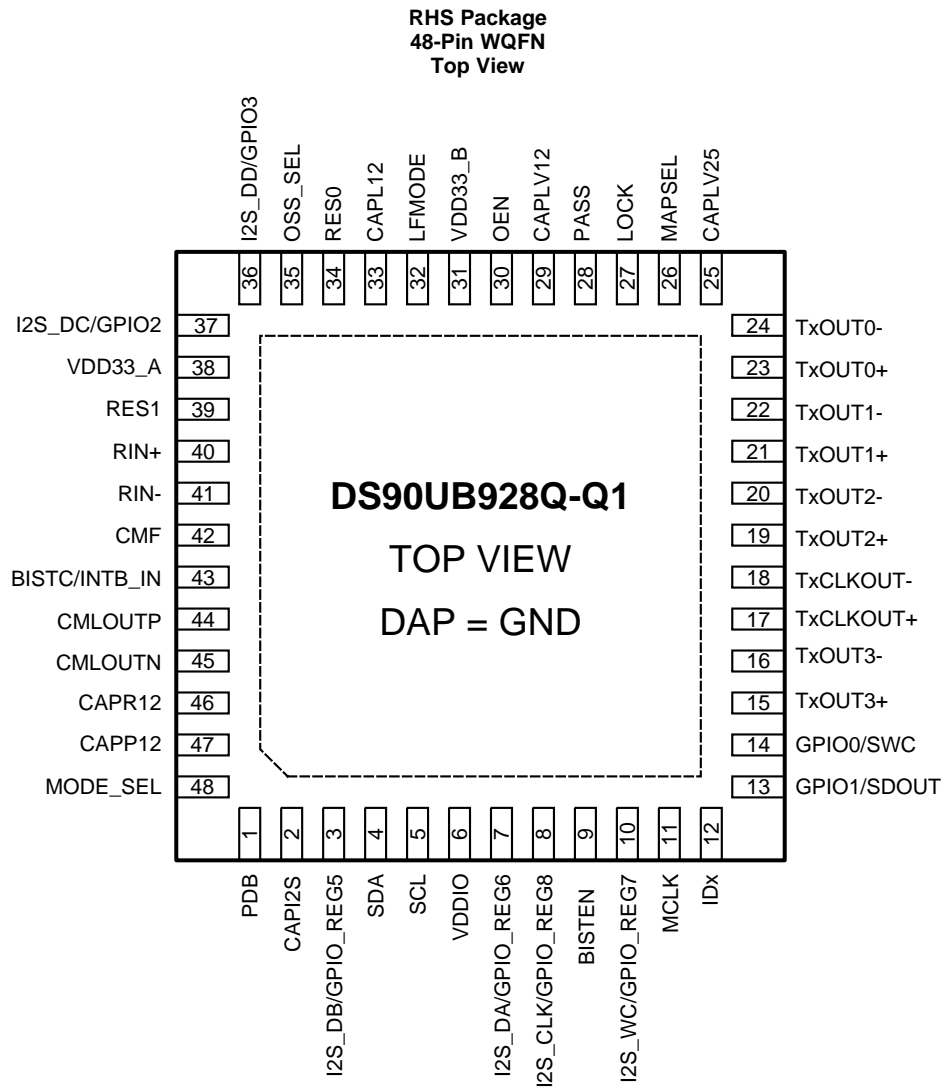 RHS Package
48-Pin WQFN
Top View
I2S_DD/GPIO3
OSS_SEL
RES0
CAPL12
LFMODE
VDD33_B
OEN
CAPLV12
PASS
LOCK
MAPSEL
CAPLV25
36
35
34
33
32
31
30
29
28
27
26
25
I2S_DC/GPIO2 37
VDD33_A 38
RES1 39
RIN+ 40
RIN- 41
CMF 42
BISTC/INTB_IN 43
CMLOUTP 44
CMLOUTN 45
CAPR12 46
CAPP12 47
MODE_SEL 48
DS90UB928Q-Q1
TOP VIEW
DAP = GND
24 TxOUT0-
23 TxOUT0+
22 TxOUT1-
21 TxOUT1+
20 TxOUT2-
19 TxOUT2+
18 TxCLKOUT-
17 TxCLKOUT+
16 TxOUT3-
15 TxOUT3+
14 GPIO0/SWC
13 GPIO1/SDOUT
1
2
3
4
5
6
7
8
9
10
11
12
PDB
CAPI2S
I2S_DB/GPIO_REG5
SDA
SCL
VDDIO
I2S_DA/GPIO_REG6
I2S_CLK/GPIO_REG8
BISTEN
I2S_WC/GPIO_REG7
MCLK
IDx